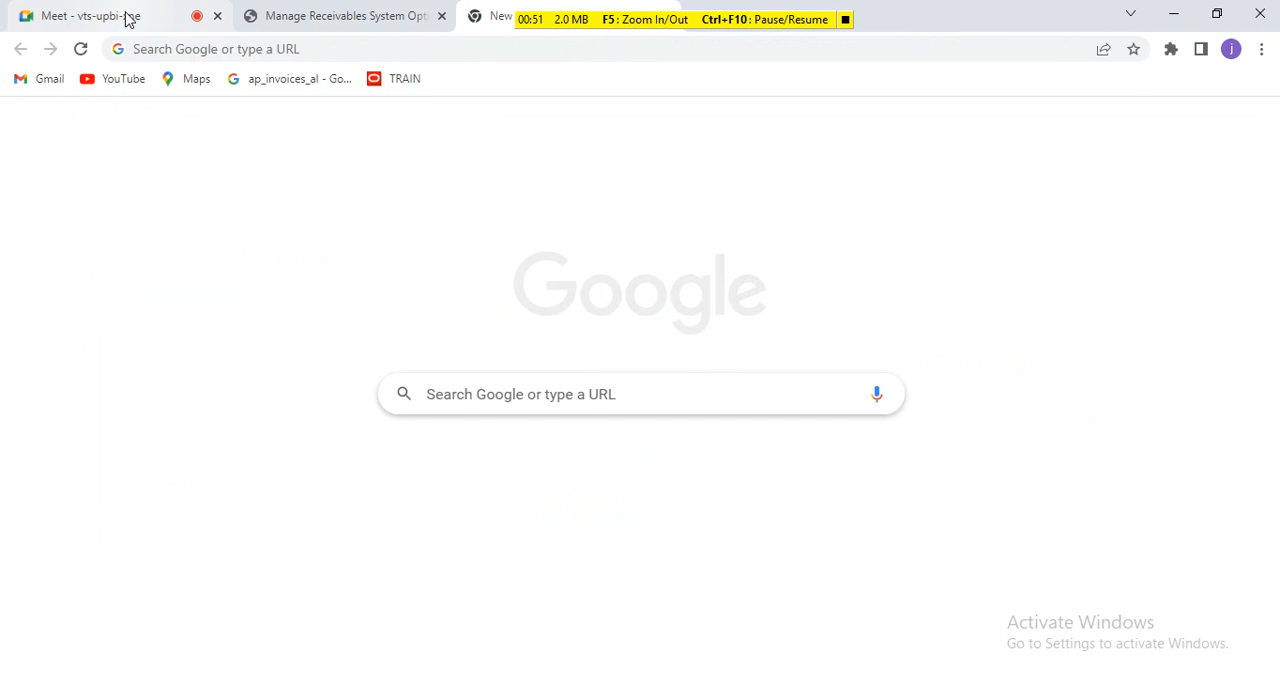 Meet - vts-upbi-
Manage Receivables System Opti
New
00:51 2.0 MB F5: Zoom In/Out Ctrl+F10: Pause/Resume
Search Google or type a URL
j
Gmail
YouTube
Maps
ap_invoices_al - Go...
TRAIN
Google
Search Google or type a URL
Activate Windows
Go to Settings to activate Windows.